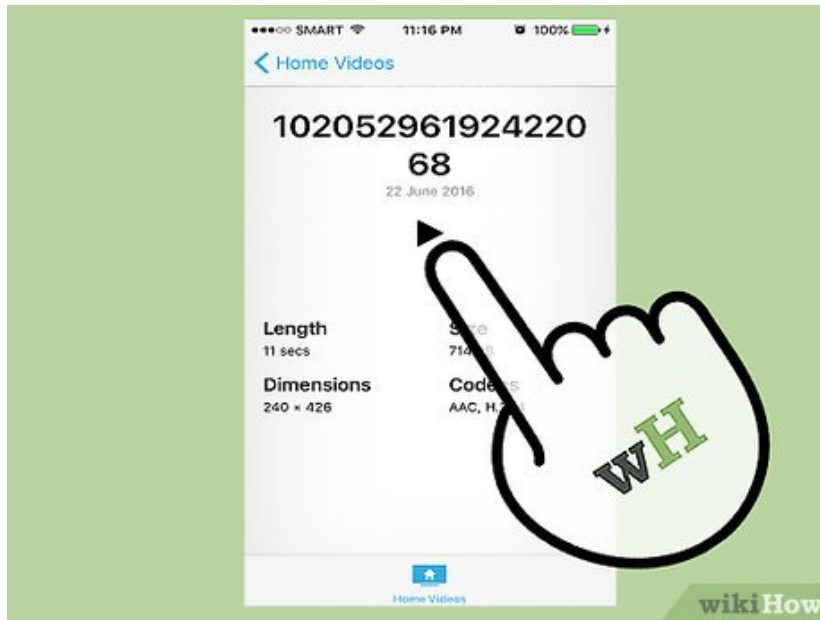 SMART 11:16 PM 100%
Home Videos
102052961924220
68
22 June 2016
Length
11 secs
Dimensions
240 × 426
AAC,
Home Videos
wH
wikiHow